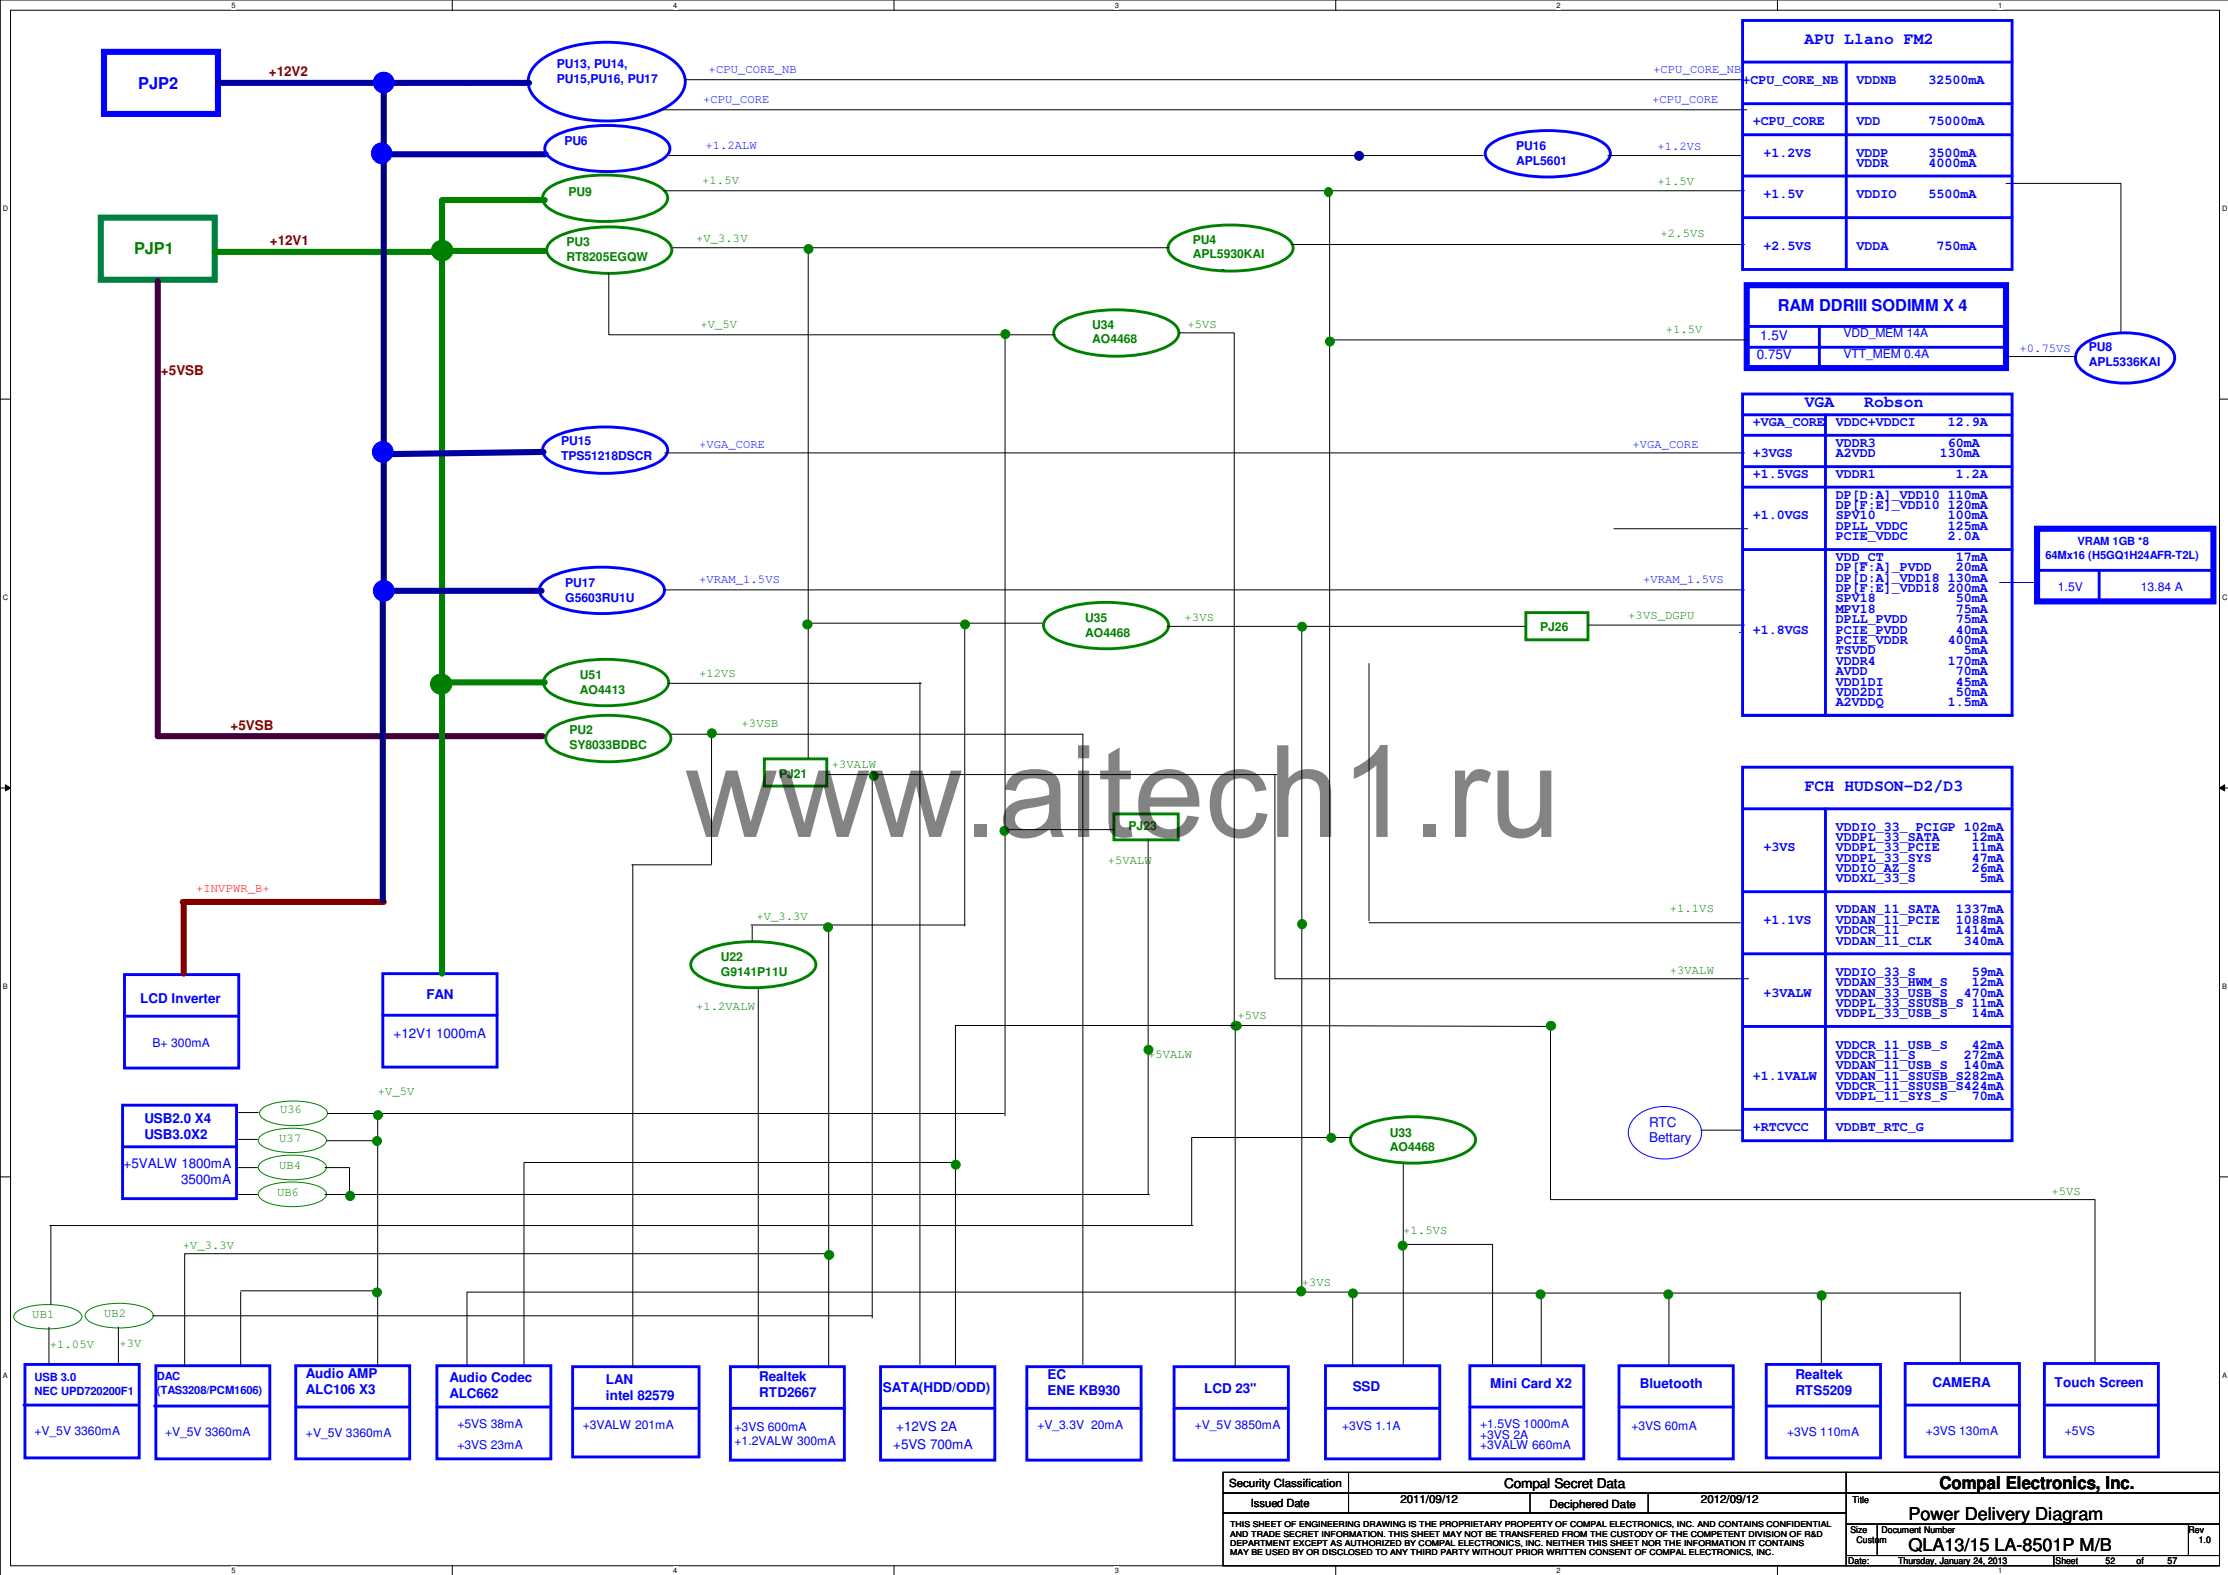 5 4 3 2 1
PJP2
+12V2
PU13, PU14,
PU15,PU16, PU17
+CPU_CORE_NB
+CPU_CORE_NB
+CPU_CORE
+CPU_CORE
PU6
+1.2ALW
PU16
APL5601
+1.2VS
PU9
+1.5V
+1.5V
PJP1
+12V1
PU3
RT8205EGQW
+V_3.3V
PU4
APL5930KAI
+2.5VS
APU Llano FM2
+CPU_CORE_NB VDDNB 32500mA
+CPU_CORE VDD 75000mA
+1.2VS VDDP 3500mA
VDDR 4000mA
+1.5V VDDIO 5500mA
+2.5VS VDDA 750mA
D
D
+V_5V
U34
AO4468
+5VS
+1.5V
RAM DDRIII SODIMM X 4
1.5V VDD_MEM 14A
0.75V VTT_MEM 0.4A
+0.75VS
PU8
APL5336KAI
+5VSB
PU15
TPS51218DSCR
+VGA_CORE
+VGA_CORE
VGA Robson
+VGA_CORE VDDC+VDDCI 12.9A
+3VGS VDDR3 60mA
A2VDD 130mA
+1.5VGS VDDR1 1.2A
+1.0VGS
DP[D:A]_VDD10 110mA
DP[F:E]_VDD10 120mA
SPV10 100mA
DPLL_VDDC 125mA
PCIE_VDDC 2.0A
+1.8VGS
VDD_CT 17mA
DP[F:A]_PVDD 20mA
DP[D:A]_VDD18 130mA
DP[F:E]_VDD18 200mA
SPV18 50mA
MPV18 75mA
DPLL_PVDD 75mA
PCIE_PVDD 40mA
PCIE_VDDR 400mA
TSVDD 5mA
VDDR4 170mA
AVDD 70mA
VDD1DI 45mA
VDD2DI 50mA
A2VDDQ 1.5mA
VRAM 1GB *8
64Mx16 (H5GQ1H24AFR-T2L)
1.5V 13.84 A
C
C
PU17
G5603RU1U
+VRAM_1.5VS
+VRAM_1.5VS
U35
AO4468
+3VS
PJ26
+3VS_DGPU
U51
AO4413
+12VS
+5VSB
PU2
SY8033BDBC
+3VSB
PJ21
+3VALW
PJ23
+5VALW
www.aitech1.ru
FCH HUDSON-D2/D3
+3VS
VDDIO_33_ PCIGP 102mA
VDDPL_33_SATA 12mA
VDDPL_33_PCIE 11mA
VDDPL_33_SYS 47mA
VDDIO_AZ_S 26mA
VDDXL_33_S 5mA
+1.1VS
+1.1VS
VDDAN_11_SATA 1337mA
VDDAN_11_PCIE 1088mA
VDDCR_11 1414mA
VDDAN_11_CLK 340mA
+3VALW
+3VALW
VDDIO_33_S 59mA
VDDAN_33_HWM_S 12mA
VDDAN_33_USB_S 470mA
VDDPL_33_SSUSB_S 11mA
VDDPL_33_USB_S 14mA
+1.1VALW
VDDCR_11_USB_S 42mA
VDDCR_11_S 272mA
VDDAN_11_USB_S 140mA
VDDAN_11_SSUSB_S282mA
VDDCR_11_SSUSB_S424mA
VDDPL_11_SYS_S 70mA
+RTCVCC VDDBT_RTC_G
RTC
Bettary
+INVPWR_B+
+V_3.3V
U22
G9141P11U
+1.2VALW
B
B
LCD Inverter
B+ 300mA
FAN
+12V1 1000mA
+5VS
+5VALW
+V_5V
USB2.0 X4
USB3.0X2
+5VALW 1800mA
3500mA
U36
U37
UB4
UB6
U33
AO4468
+5VS
+1.5VS
+V_3.3V
+3VS
UB1
UB2
+1.05V
+3V
A
A
USB 3.0
NEC UPD720200F1
+V_5V 3360mA
DAC
(TAS3208/PCM1606)
+V_5V 3360mA
Audio AMP
ALC106 X3
+V_5V 3360mA
Audio Codec
ALC662
+5VS 38mA
+3VS 23mA
LAN
intel 82579
+3VALW 201mA
Realtek
RTD2667
+3VS 600mA
+1.2VALW 300mA
SATA(HDD/ODD)
+12VS 2A
+5VS 700mA
EC
ENE KB930
+V_3.3V 20mA
LCD 23"
+V_5V 3850mA
SSD
+3VS 1.1A
Mini Card X2
+1.5VS 1000mA
+3VS 2A
+3VALW 660mA
Bluetooth
+3VS 60mA
Realtek
RTS5209
+3VS 110mA
CAMERA
+3VS 130mA
Touch Screen
+5VS
Security Classification
Compal Secret Data
Issued Date 2011/09/12 Deciphered Date 2012/09/12
THIS SHEET OF ENGINEERING DRAWING IS THE PROPRIETARY PROPERTY OF COMPAL ELECTRONICS, INC. AND CONTAINS CONFIDENTIAL
AND TRADE SECRET INFORMATION. THIS SHEET MAY NOT BE TRANSFERED FROM THE CUSTODY OF THE COMPETENT DIVISION OF R&D
DEPARTMENT EXCEPT AS AUTHORIZED BY COMPAL ELECTRONICS, INC. NEITHER THIS SHEET NOR THE INFORMATION IT CONTAINS
MAY BE USED BY OR DISCLOSED TO ANY THIRD PARTY WITHOUT PRIOR WRITTEN CONSENT OF COMPAL ELECTRONICS, INC.
Compal Electronics, Inc.
Title
Power Delivery Diagram
Size Document Number Rev
Custom QLA13/15 LA-8501P M/B 1.0
Date: Thursday, January 24, 2013 Sheet 52 of 57
5 4 3 2 1